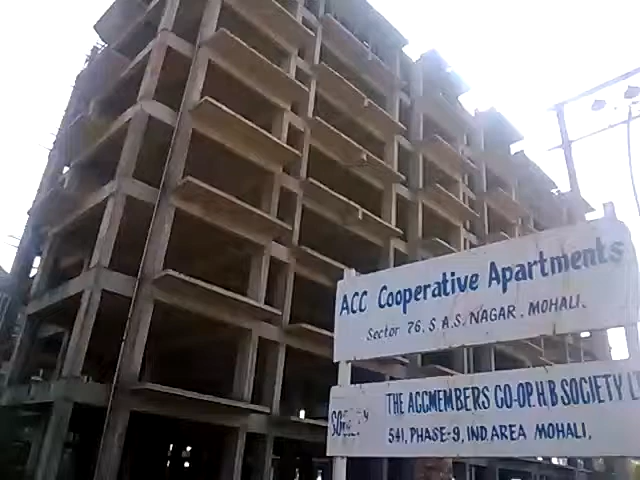 ACC Cooperative Apartments
Sector 76, S.A.S. NAGAR. MOHALI.
THE ACCMEMBERS CO-OP.H.B SOCIETY
541, PHASE-9, IND. AREA MOHALI,